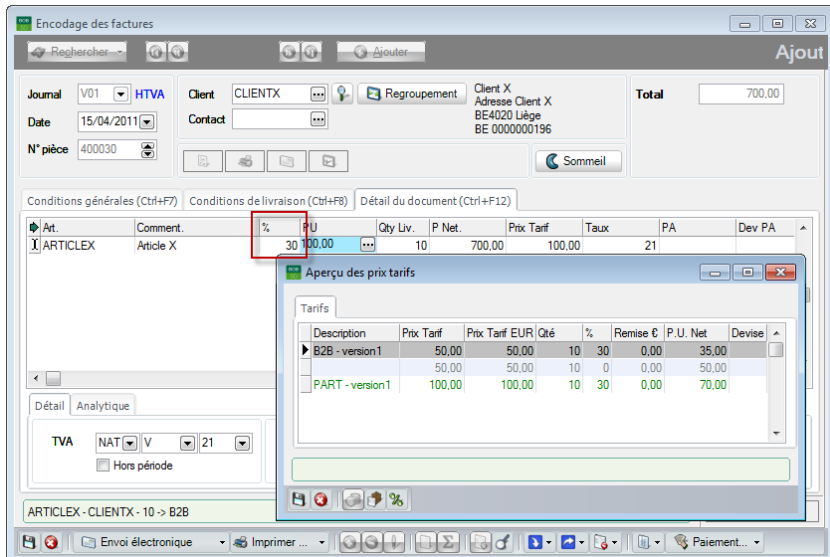 Encodage des factures
Rechercher Ajouter Ajout
Journal V01 HTVA Client CLIENTX Regroupement Client X Total 700,00
Adresse Client X
Date 15/04/2011 Contact BE4020 Liège
BE 0000000196
N° pièce 400030 Sommeil
Conditions générales (Ctrl+F7) Conditions de livraison (Ctrl+F8) Détail du document (Ctrl+F12)
Art. Comment. % PU Qty Liv. P Net. Prix Tarif Taux PA Dev PA
ARTICLEX Article X 30 100,00 ... 10 700,00 100,00 21
Aperçu des prix tarifs
Tarifs
Description Prix Tarif Prix Tarif EUR Qté % Remise € P.U. Net Devise
B2B - version1 50,00 50,00 10 30 0,00 35,00
50,00 50,00 10 0 0,00 50,00
PART - version1 100,00 100,00 10 30 0,00 70,00
Détail Analytique
TVA NAT V 21
Hors période
ARTICLEX - CLIENTX - 10 -> B2B
Envoi électronique Imprimer ... Paiement...